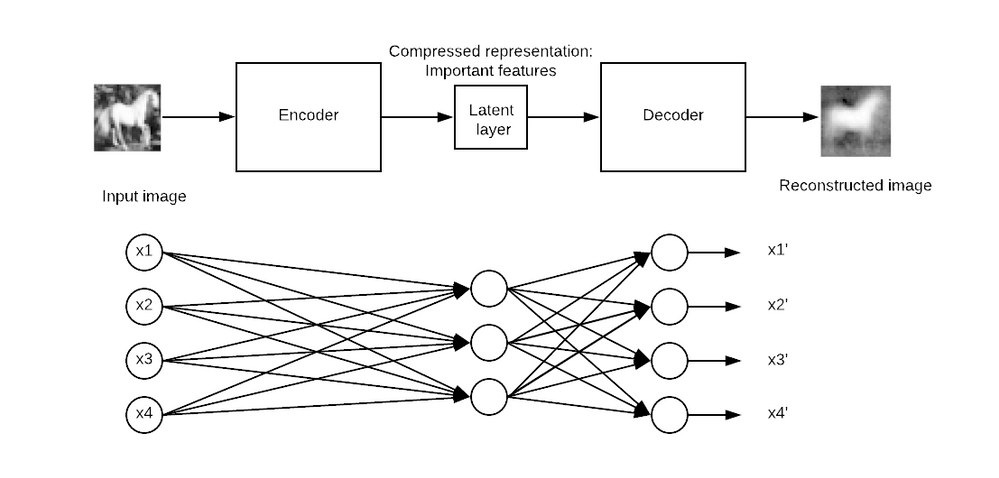 Compressed representation:
Important features
Encoder
Latent
layer
Decoder
Input image
Reconstructed image
x1
x1'
x2
x2'
x3
x3'
x4
x4'